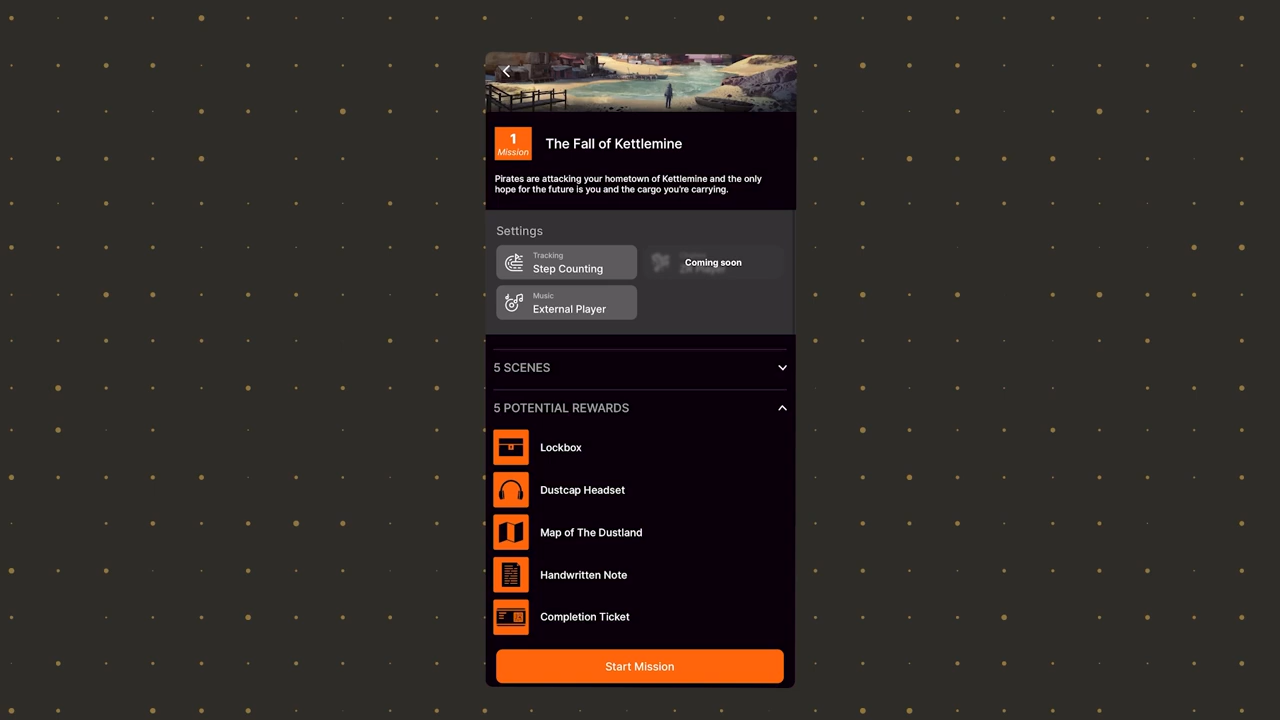 1
Mission
The Fall of Kettlemine
Pirates are attacking your hometown of Kettlemine and the only
hope for the future is you and the cargo you're carrying.
Settings
Tracking
Step Counting
Coming soon
Music
External Player
5 SCENES
5 POTENTIAL REWARDS
Lockbox
Dustcap Headset
Map of The Dustland
Handwritten Note
Completion Ticket
Start Mission